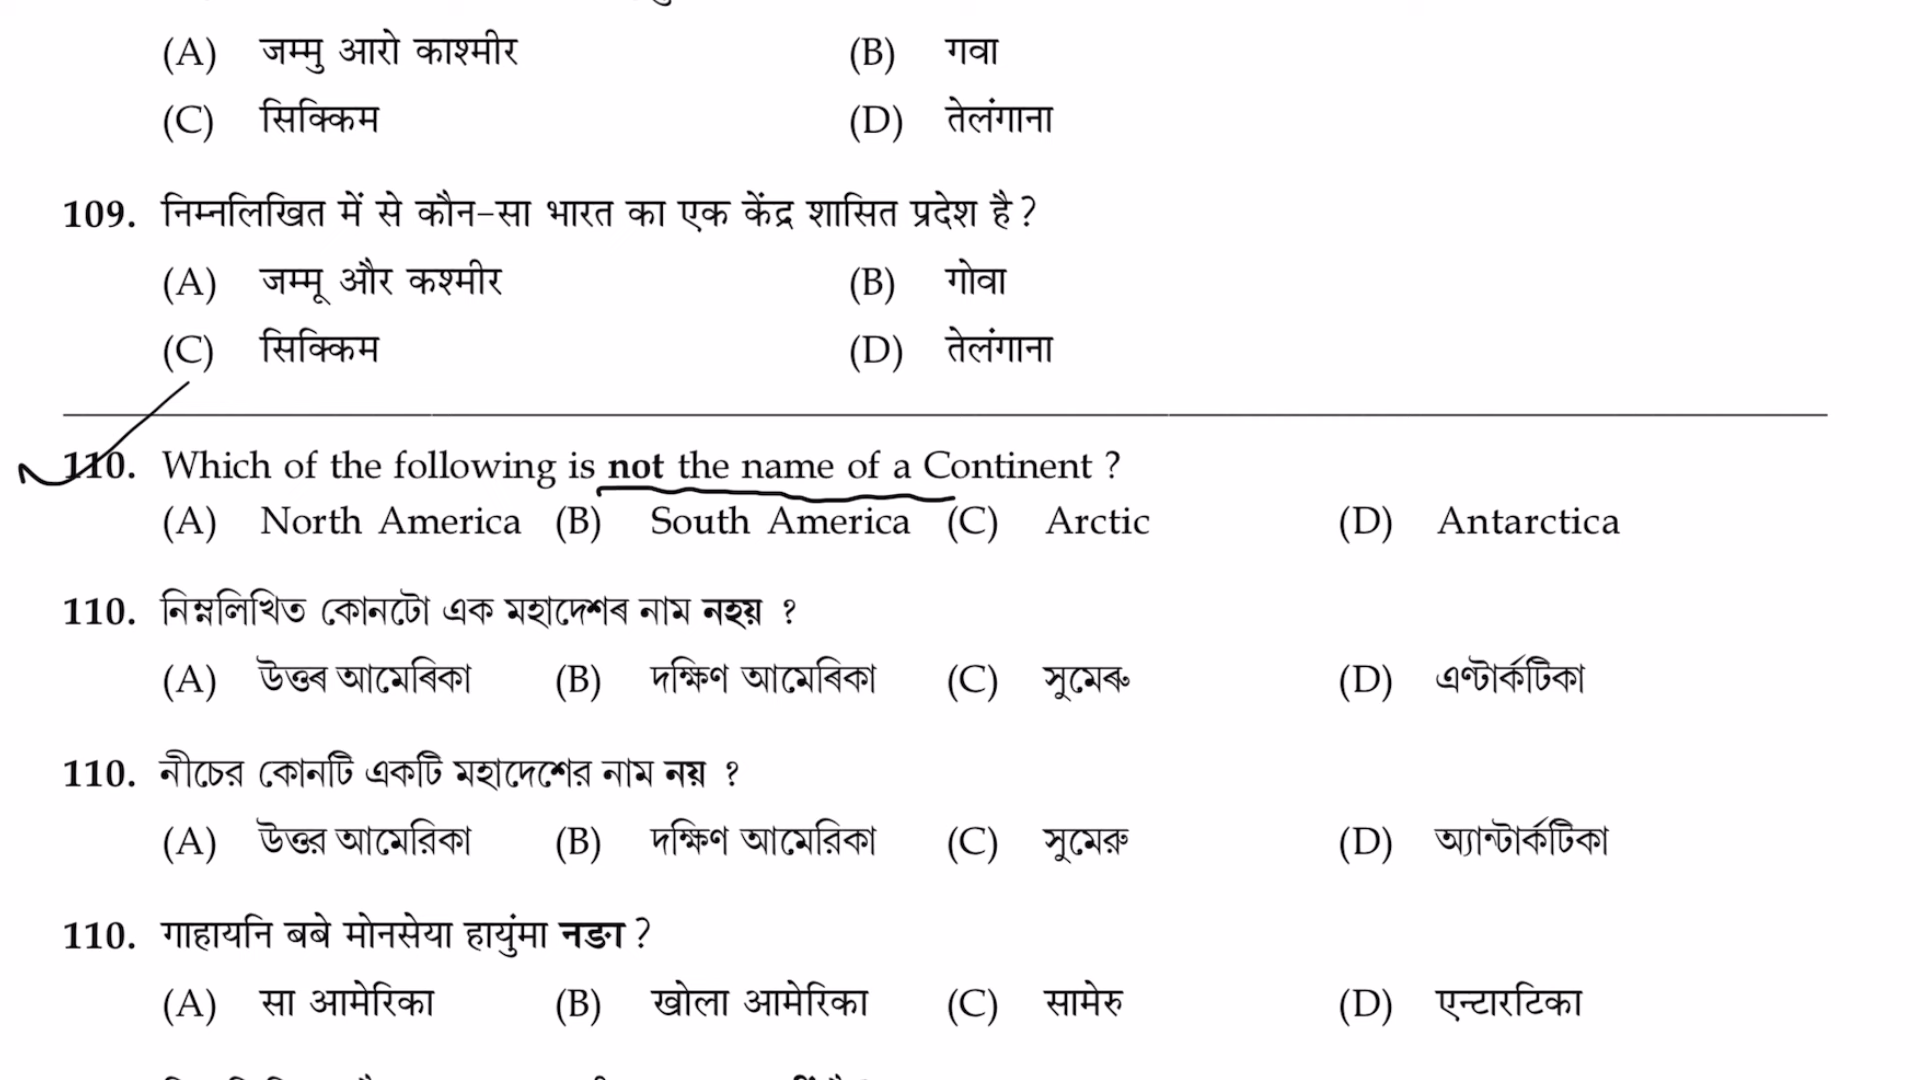 (A) जम्मु आरो काश्मीर (B) गवा
(C) सिक्किम (D) तेलंगाना
109. निम्नलिखित में से कौन-सा भारत का एक केंद्र शासित प्रदेश है ?
(A) जम्मू और कश्मीर (B) गोवा
(C) सिक्किम (D) तेलंगाना
110. Which of the following is not the name of a Continent ?
(A) North America (B) South America (C) Arctic (D) Antarctica
110. নিম্নলিখিত কোনটো এক মহাদেশৰ নাম নহয় ?
(A) উত্তৰ আমেৰিকা (B) দক্ষিণ আমেৰিকা (C) সুমেৰু (D) এণ্টাৰ্কটিকা
110. নীচের কোনটি একটি মহাদেশের নাম নয় ?
(A) উত্তর আমেরিকা (B) দক্ষিণ আমেরিকা (C) সুমেরু (D) অ্যান্টার্কটিকা
110. गाहायनि बबे मोनसेया हायुंमा नङा ?
(A) सा आमेरिका (B) खोला आमेरिका (C) सामेरु (D) एन्टारटिका